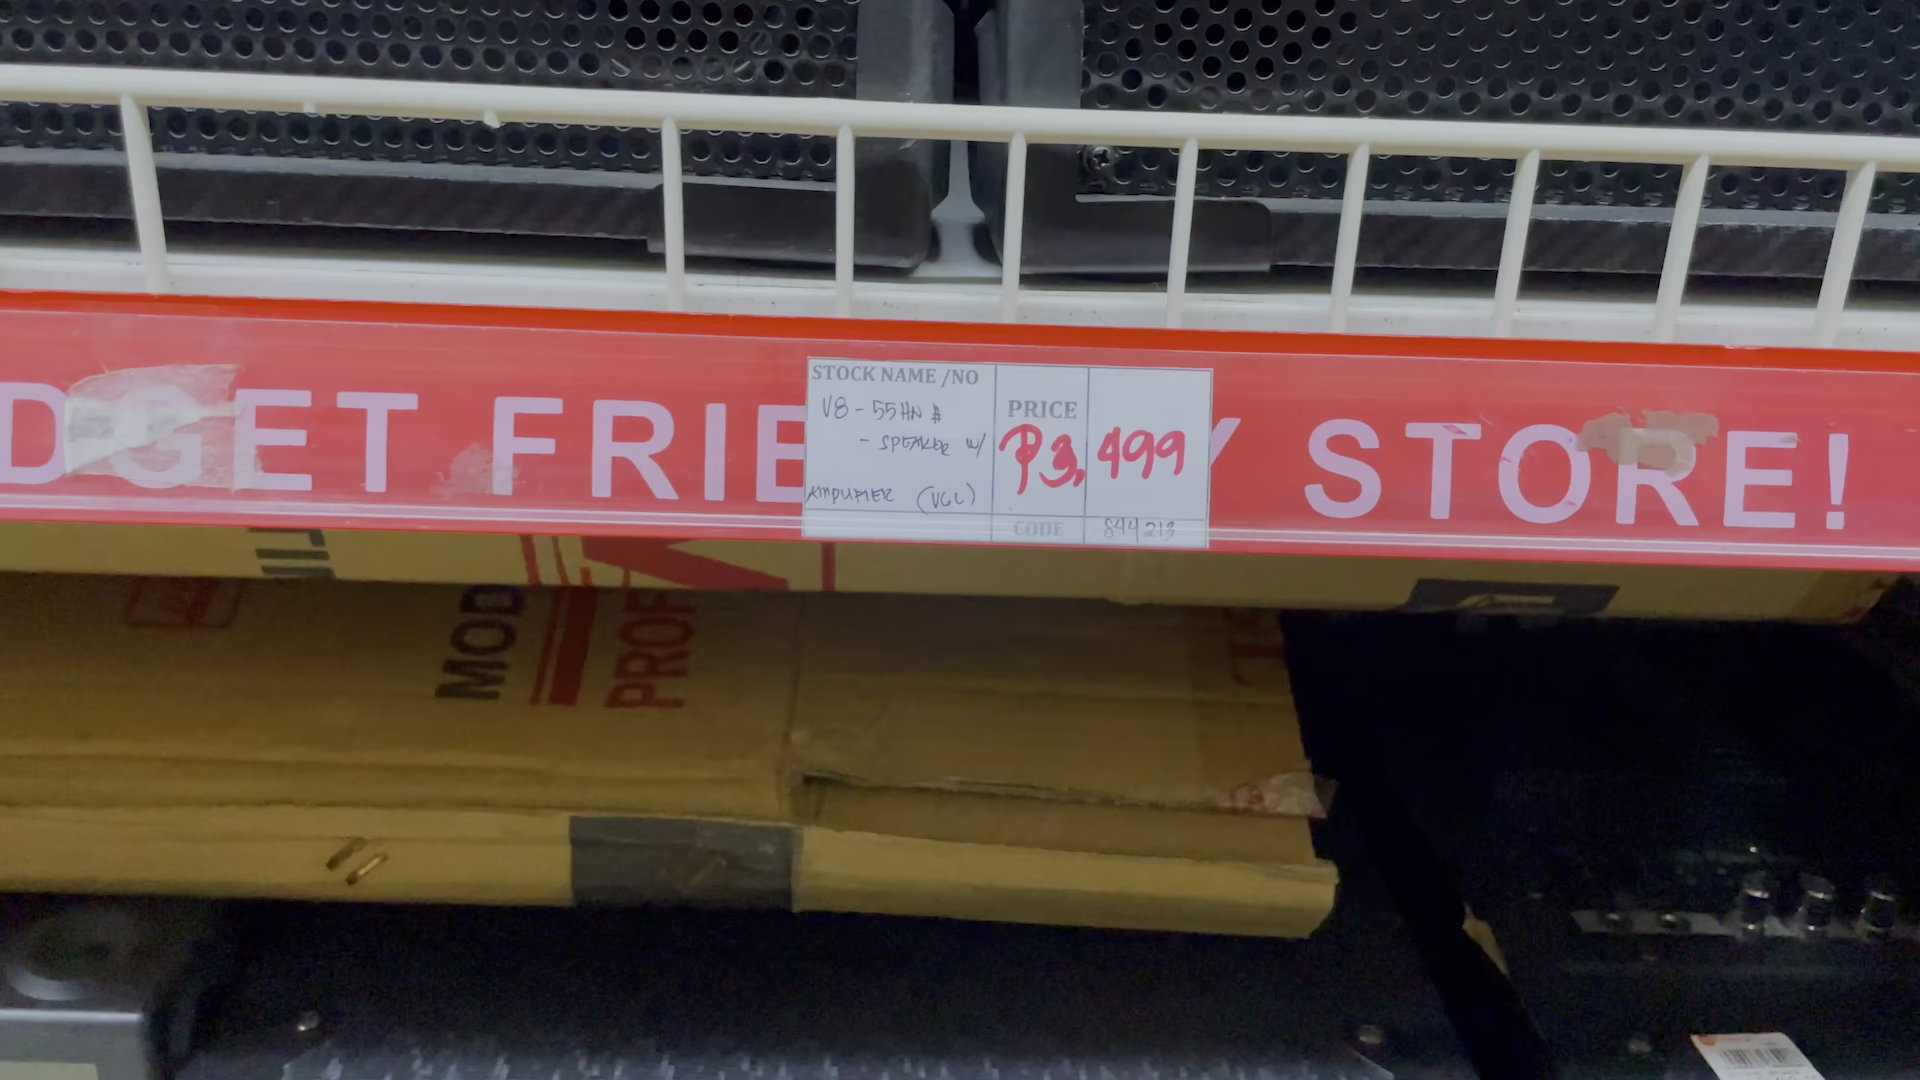 DGET FRIE Y STORE!
STOCK NAME /NO
V8-55HN #
- SPEAKER W/
AMPLIFIER (VGL)
PRICE
₱3,499
CODE 844213
MOD
PROF